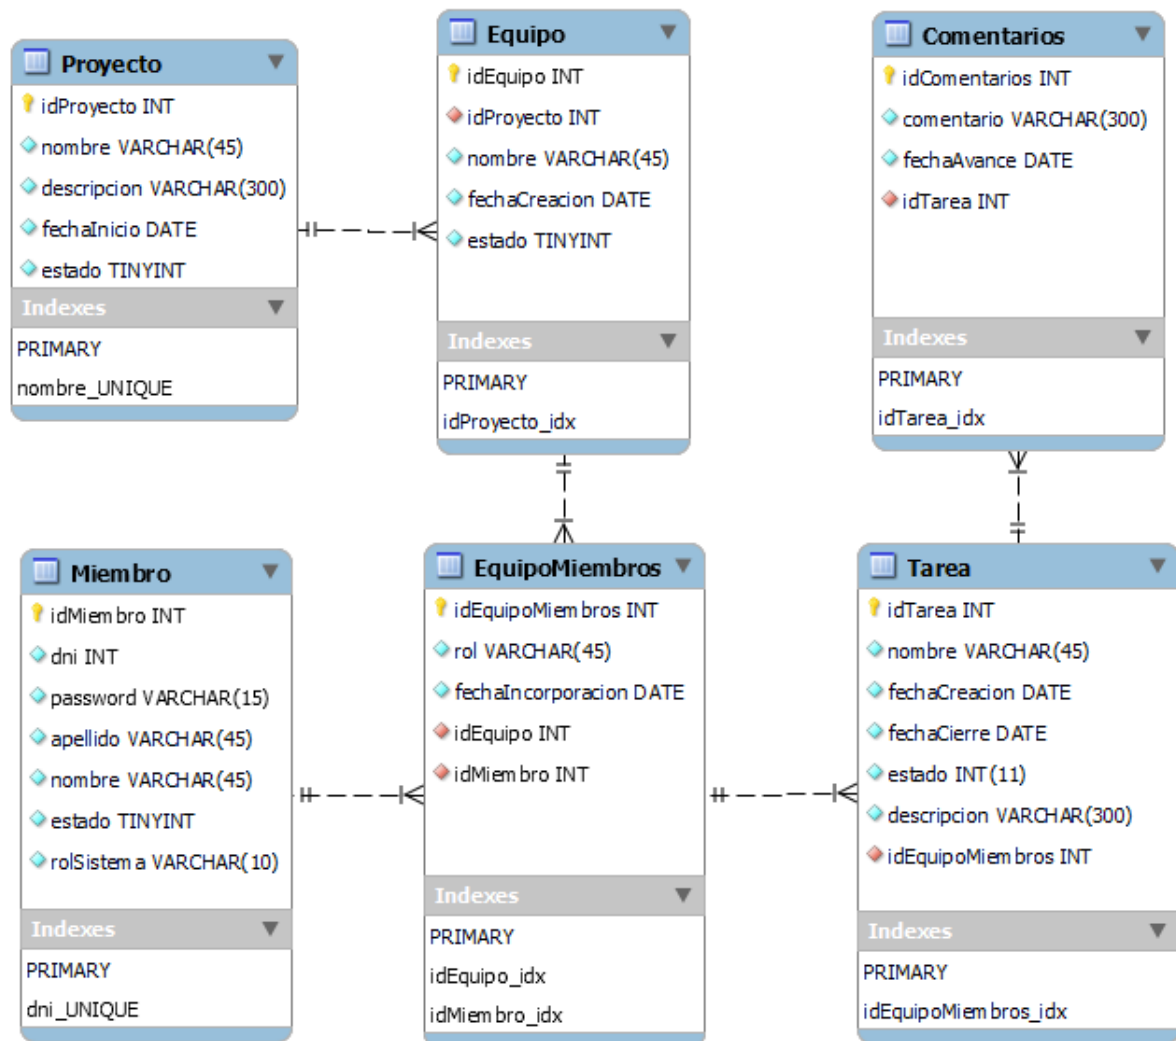 Proyecto
idProyecto INT
nombre VARCHAR(45)
descripcion VARCHAR(300)
fechaInicio DATE
estado TINYINT
Indexes
PRIMARY
nombre_UNIQUE
Equipo
idEquipo INT
idProyecto INT
nombre VARCHAR(45)
fechaCreacion DATE
estado TINYINT
Indexes
PRIMARY
idProyecto_idx
Comentarios
idComentarios INT
comentario VARCHAR(300)
fechaAvance DATE
idTarea INT
Indexes
PRIMARY
idTarea_idx
Miembro
idMiembro INT
dni INT
password VARCHAR(15)
apellido VARCHAR(45)
nombre VARCHAR(45)
estado TINYINT
rolSistema VARCHAR(10)
Indexes
PRIMARY
dni_UNIQUE
EquipoMiembros
idEquipoMiembros INT
rol VARCHAR(45)
fechaIncorporacion DATE
idEquipo INT
idMiembro INT
Indexes
PRIMARY
idEquipo_idx
idMiembro_idx
Tarea
idTarea INT
nombre VARCHAR(45)
fechaCreacion DATE
fechaCierre DATE
estado INT(11)
descripcion VARCHAR(300)
idEquipoMiembros INT
Indexes
PRIMARY
idEquipoMiembros_idx